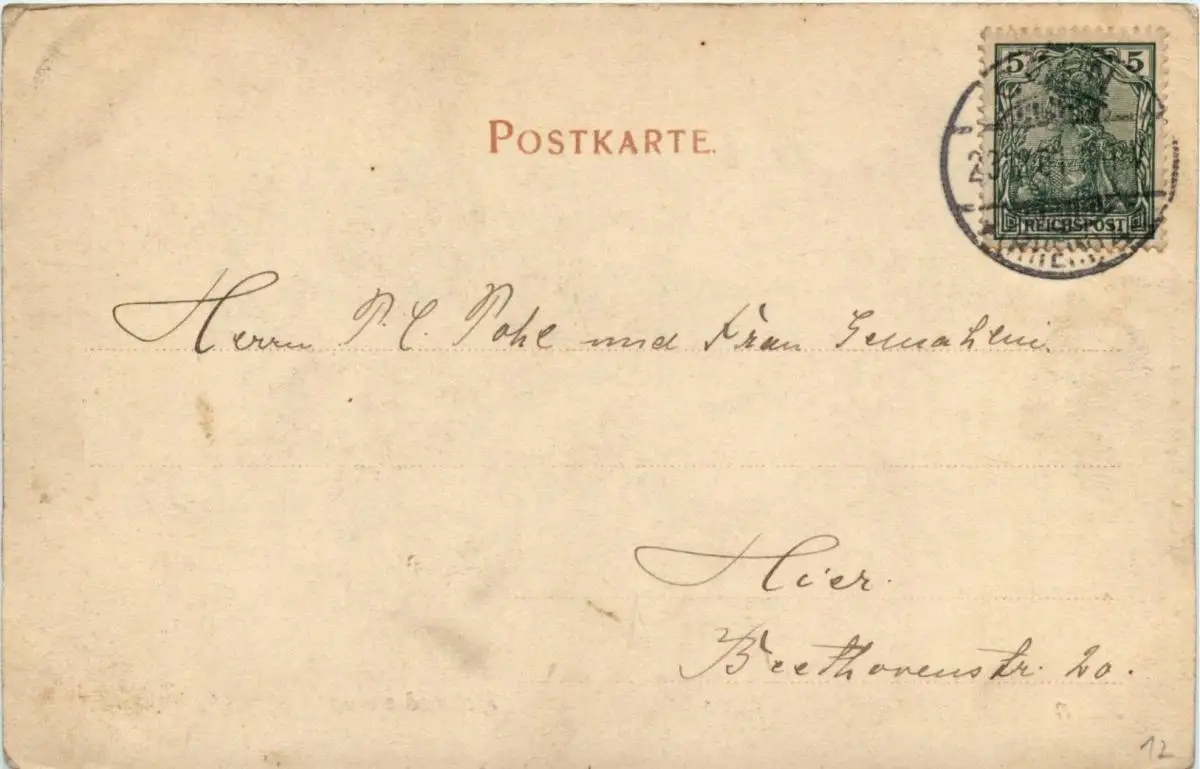 POSTKARTE.
5 5
REICHSPOST
Herrn P. C. Pohl und Frau Gemahlin.
Hier.
Beethovenstr. 20.
12